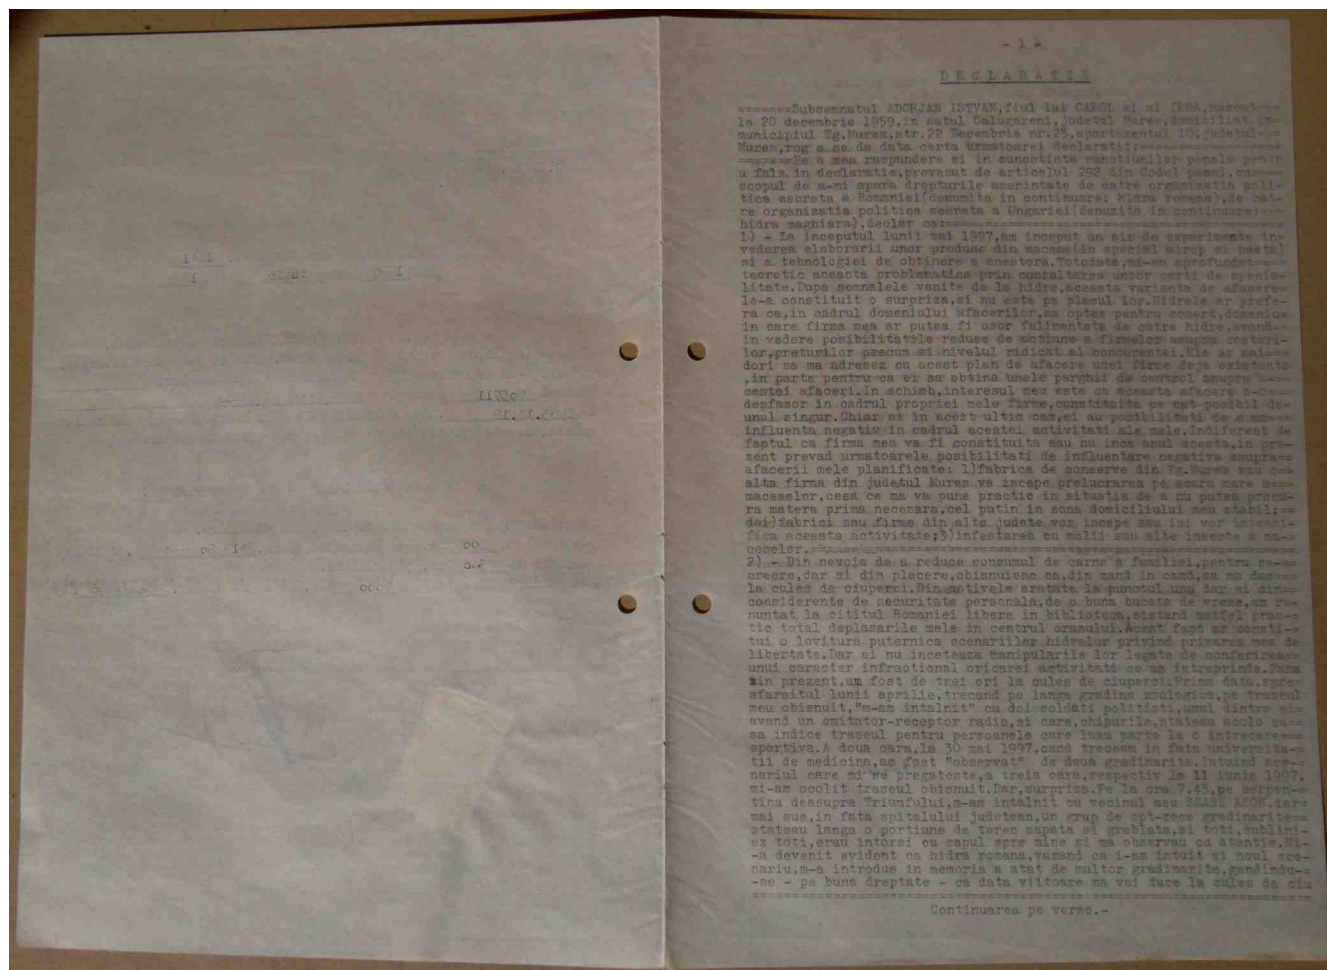 - 1 -
D E C L A R A T I E
=======Subsemnatul ADORJAN ISTVAN,fiul lui CAROL si al IRMA,nascut===
la 20 decembrie 1959,in satul Calugareni,judetul Mures,domiciliat in-
municipiul Tg.Mures,str.22 Decembrie nr.25,apartamentul 10.judetul-==
Mures,rog a se da data certa urmatoarei declaratii:==================
=======Pe a mea raspundere si in cunostinta sanctiunilor penale pentr
u fals in declaratie,prevazut de articolul 292 din Codul penal,cu====
scopul de a-mi apara drepturile amenintate de catre organizatia poli-
tica secreta a Romaniei(denumita in continuare: hidra romana),de cat-
re organizatia politica secreta a Ungariei(denumita in continuare:---
hidra maghiara),declar ca:===========================================
1) - La inceputul lunii mai 1997,am inceput un sir de experimente in-
vederea elaborarii unor produse din macese(in special sirop si pasta)
si a tehnologiei de obtinere a acestora.Totodata,mi-am aprofundat====
teoretic aceasta problematica prin consultarea unor carti de specia-
litate.Dupa semnalele venite de la hidre,aceasta varianta de afacere-
le-a constituit o surpriza,si nu este pe placul lor.Hidrele ar prefe-
ra ca,in cadrul domeniului afacerilor,sa optez pentru comert,domeniu=
in care firma mea ar putea fi usor falimentata de catre hidre,avand--
in vedere posibilitatile reduse de actiune a firmelor asupra costuri-
lor,preturilor precum si nivelul ridicat al concurentei.Ele ar mai===
dori sa ma adresez cu acest plan de afacere unei firme deja existente
,in parte pentru ca ei sa obtina unele parghii de control asupra a---
cestei afaceri.In schimb,interesul meu este ca aceasta afacere s-o===
desfasor in cadrul propriei mele firme,constituita pe cat posibil de-
unul singur.Chiar si in acest ultim caz,ei au posibilitati de a ma===
influenta negativ in cadrul acestei activitati ale mele.Indiferent de
faptul ca firma mea va fi constituita sau nu inca anul acesta,in pre-
zent prevad urmatoarele posibilitati de influentare negativa asupra==
afacerii mele planificate: 1)fabrica de conserve din Tg.Mures sau o==
alta firma din judetul Mures va incepe prelucrarea pe scara mare a===
maceselor,ceea ce ma va pune practic in situatia de a nu putea procu-
ra matera prima necesara,cel putin in zona domiciliului meu stabil;==
doi)fabrici sau firme din alte judete vor incepe sau isi vor intensi-
fica aceasta activitate;3)infestarea cu molii sau alte insecte a ma-
ceselor.=============================================================
2) - Din nevoia de a reduce consumul de carne a familiei,pentru re---
creere,dar si din placere,obisnuiesc ca,din cand in cand,sa ma duc===
la cules de ciuperci.Din motivele aratate la punctul unu dar si din==
considerente de securitate personala,de o buna bucata de vreme,am re-
nuntat la cititul Romaniei libere in biblioteca,sistand astfel prac-
tic total deplasarile mele in centrul orasului.Acest fapt ar consti--
tui o lovitura puternica scenariilor hidrelor privind privarea mea de
libertate.Dar ei nu inceteaza manipularile lor legate de conferirea==
unui caracter infractional oricarei activitati ce as intreprinde.Pana
in prezent,am fost de trei ori la cules de ciuperci.Prima data,spre=
sfarsitul lunii aprilie,trecand pe langa gradina zoologica,pe traseul
meu obisnuit,"m-am intalnit" cu doi soldati politisti,unul dintre ei=
avand un emitator-receptor radio,si care,chipurile,stateau acolo ca==
sa indice traseul pentru persoanele care luau parte la o intrecere===
sportiva.A doua oara,la 30 mai 1997,cand treceam in fata universita-=
tii de medicina,am fost "observat" de doua gradinarite.Intuind sce--
nariul care mi se pregateste,a treia oara,respectiv la 11 iunie 1997,
mi-am ocolit traseul obisnuit.Dar,surpriza.Pe la ora 7.45,pe serpen-
tina deasupra Triumfului,m-am intalnit cu vecinul meu SZASZ ARON.Iar=
mai sus,in fata spitalului judetean,un grup de opt-zece gradinarite==
stateau langa o portiune de teren sapata si greblata,si toti,sublini-
ez toti,erau intorsi cu capul spre mine si ma observau cu atentie.Mi-
-a devenit evident ca hidra romana,vazand ca i-am intuit si noul sce-
nariu,m-a introdus in memoria a atat de multor gradinarite,gandindu-=
-se - pe buna dreptate - ca data viitoare ma voi duce la cules de ciu
=====================================================================
Continuarea pe verso.-